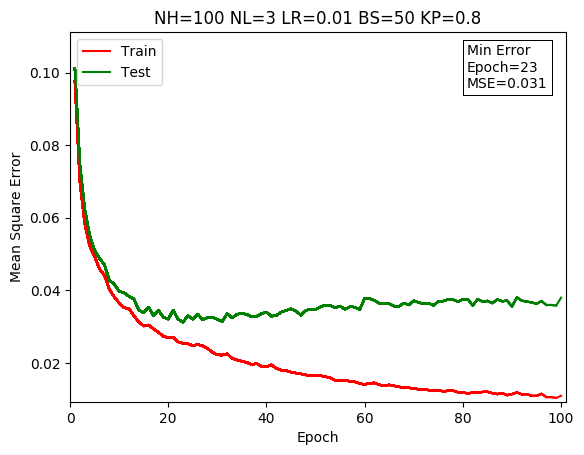 NH=100 NL=3 LR=0.01 BS=50 KP=0.8
Train
Test
Min Error
Epoch=23
MSE=0.031
Mean Square Error
0.10
0.08
0.06
0.04
0.02
0
20
40
60
80
100
Epoch